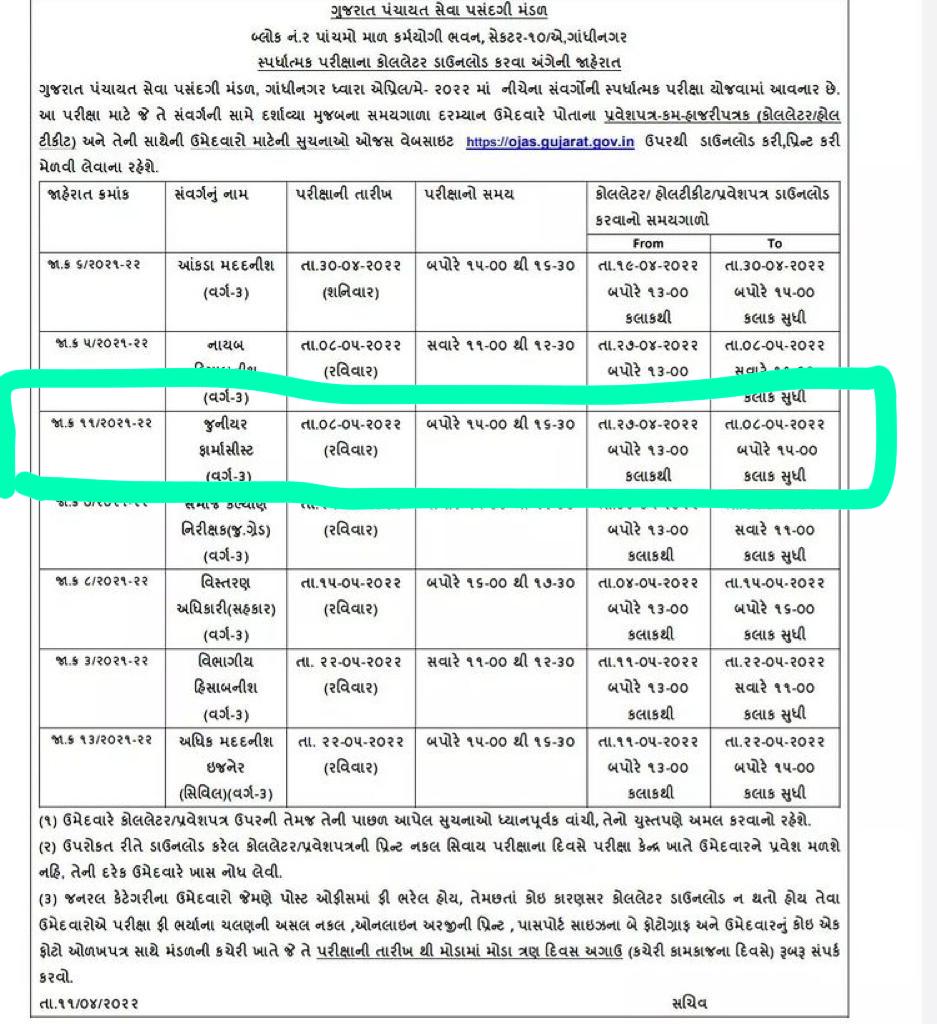 ગુજરાત પંચાયત સેવા પસંદગી મંડળ
બ્લોક નં.ર પાંચમો માળ કર્મયોગી ભવન, સેકટર-૧૦/એ,ગાંધીનગર
સ્પર્ધાત્મક પરીક્ષાના કોલલેટર ડાઉનલોડ કરવા અંગેની જાહેરાત
ગુજરાત પંચાયત સેવા પસંદગી મંડળ, ગાંધીનગર ધ્વારા એપ્રિલ/મે- ૨૦૨૨ માં નીચેના સંવર્ગોની સ્પર્ધાત્મક પરીક્ષા યોજવામાં આવનાર છે.
આ પરીક્ષા માટે જે તે સંવર્ગની સામે દર્શાવ્યા મુજબના સમયગાળા દરમ્યાન ઉમેદવારે પોતાના પ્રવેશપત્ર-કમ-હાજરીપત્રક (કોલલેટર/હોલ
ટીકીટ) અને તેની સાથેની ઉમેદવારો માટેની સુચનાઓ ઓજસ વેબસાઇટ https://ojas.gujarat.gov.in ઉપરથી ડાઉનલોડ કરી,પ્રિન્ટ કરી
મેળવી લેવાના રહેશે.
જાહેરાત ક્રમાંક સંવર્ગનું નામ પરીક્ષાની તારીખ પરીક્ષાનો સમય કોલલેટર/ હોલટીકીટ/પ્રવેશપત્ર ડાઉનલોડ
કરવાનો સમયગાળો
From To
જા.ક્ર ૬/૨૦૨૧-૨૨ આંકડા મદદનીશ તા.૩૦-૦૪-૨૦૨૨ બપોરે ૧૫-૦૦ થી ૧૬-૩૦ તા.૧૯-૦૪-૨૦૨૨ તા.૩૦-૦૪-૨૦૨૨
(વર્ગ-૩) (શનિવાર) બપોરે ૧૩-૦૦ બપોરે ૧૫-૦૦
કલાકથી કલાક સુધી
જા.ક્ર ૫/૨૦૨૧-૨૨ નાયબ તા.૦૮-૦૫-૨૦૨૨ સવારે ૧૧-૦૦ થી ૧૨-૩૦ તા.૨૭-૦૪-૨૦૨૨ તા.૦૮-૦૫-૨૦૨૨
(રવિવાર) બપોરે ૧૩-૦૦ સવારે
(વર્ગ-૩) કલાક સુધી
જા.ક્ર ૧૧/૨૦૨૧-૨૨ જુનીયર તા.૦૮-૦૫-૨૦૨૨ બપોરે ૧૫-૦૦ થી ૧૬-૩૦ તા.૨૭-૦૪-૨૦૨૨ તા.૦૮-૦૫-૨૦૨૨
ફાર્માસીસ્ટ (રવિવાર) બપોરે ૧૩-૦૦ બપોરે ૧૫-૦૦
(વર્ગ-૩) કલાકથી કલાક સુધી
સમાજ કલ્યાણ
નિરીક્ષક(જુ.ગ્રેડ) (રવિવાર) બપોરે ૧૩-૦૦ સવારે ૧૧-૦૦
(વર્ગ-૩) કલાકથી કલાક સુધી
જા.ક્ર ૮/૨૦૨૧-૨૨ વિસ્તરણ તા.૧૫-૦૫-૨૦૨૨ બપોરે ૧૬-૦૦ થી ૧૭-૩૦ તા.૦૪-૦૫-૨૦૨૨ તા.૧૫-૦૫-૨૦૨૨
અધિકારી(સહકાર) (રવિવાર) બપોરે ૧૩-૦૦ બપોરે ૧૬-૦૦
(વર્ગ-૩) કલાકથી કલાક સુધી
જા.ક્ર ૩/૨૦૨૧-૨૨ વિભાગીય તા. ૨૨-૦૫-૨૦૨૨ સવારે ૧૧-૦૦ થી ૧૨-૩૦ તા.૧૧-૦૫-૨૦૨૨ તા.૨૨-૦૫-૨૦૨૨
હિસાબનીશ (રવિવાર) બપોરે ૧૩-૦૦ સવારે ૧૧-૦૦
(વર્ગ-૩) કલાકથી કલાક સુધી
જા.ક્ર ૧૩/૨૦૨૧-૨૨ અધિક મદદનીશ તા. ૨૨-૦૫-૨૦૨૨ બપોરે ૧૫-૦૦ થી ૧૬-૩૦ તા.૧૧-૦૫-૨૦૨૨ તા.૨૨-૦૫-૨૦૨૨
ઇજનેર (રવિવાર) બપોરે ૧૩-૦૦ બપોરે ૧૫-૦૦
(સિવિલ)(વર્ગ-૩) કલાકથી કલાક સુધી
(૧) ઉમેદવારે કોલલેટર/પ્રવેશપત્ર ઉપરની તેમજ તેની પાછળ આપેલ સુચનાઓ ધ્યાનપૂર્વક વાંચી, તેનો ચુસ્તપણે અમલ કરવાનો રહેશે.
(ર) ઉપરોકત રીતે ડાઉનલોડ કરેલ કોલલેટર/પ્રવેશપત્રની પ્રિન્ટ નકલ સિવાય પરીક્ષાના દિવસે પરીક્ષા કેન્દ્ર ખાતે ઉમેદવારને પ્રવેશ મળશે
નહિ, તેની દરેક ઉમેદવારે ખાસ નોધ લેવી.
(૩) જનરલ કેટેગરીના ઉમેદવારો જેમણે પોસ્ટ ઓફીસમાં ફી ભરેલ હોય, તેમછતાં કોઇ કારણસર કોલલેટર ડાઉનલોડ ન થતો હોય તેવા
ઉમેદવારોએ પરીક્ષા ફી ભર્યાના ચલણની અસલ નકલ ,ઓનલાઇન અરજીની પ્રિન્ટ , પાસપોર્ટ સાઇઝના બે ફોટોગ્રાફ અને ઉમેદવારનું કોઇ એક
ફોટો ઓળખપત્ર સાથે મંડળની કચેરી ખાતે જે તે પરીક્ષાની તારીખ થી મોડામાં મોડા ત્રણ દિવસ અગાઉ (કચેરી કામકાજના દિવસે) રૂબરૂ સંપર્ક
કરવો.
તા.૧૧/૦૪/૨૦૨૨ સચિવ